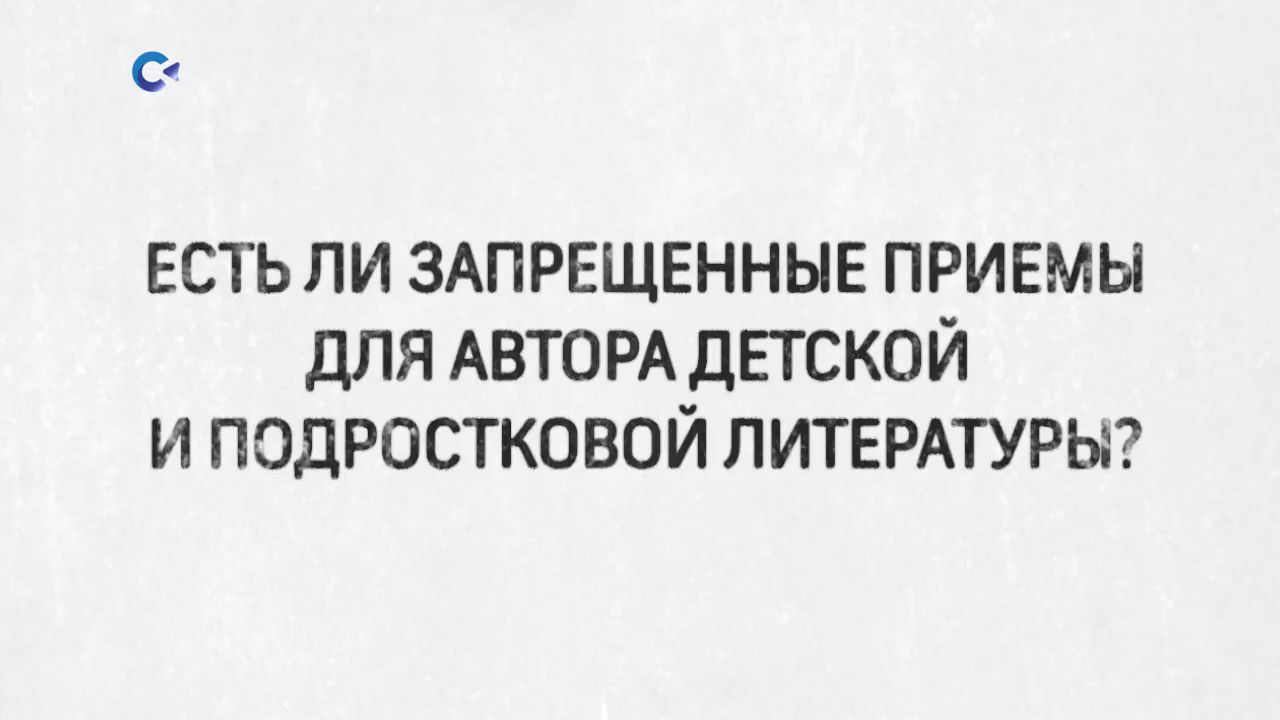 ЕСТЬ ЛИ ЗАПРЕЩЕННЫЕ ПРИЕМЫ
ДЛЯ АВТОРА ДЕТСКОЙ
И ПОДРОСТКОВОЙ ЛИТЕРАТУРЫ?